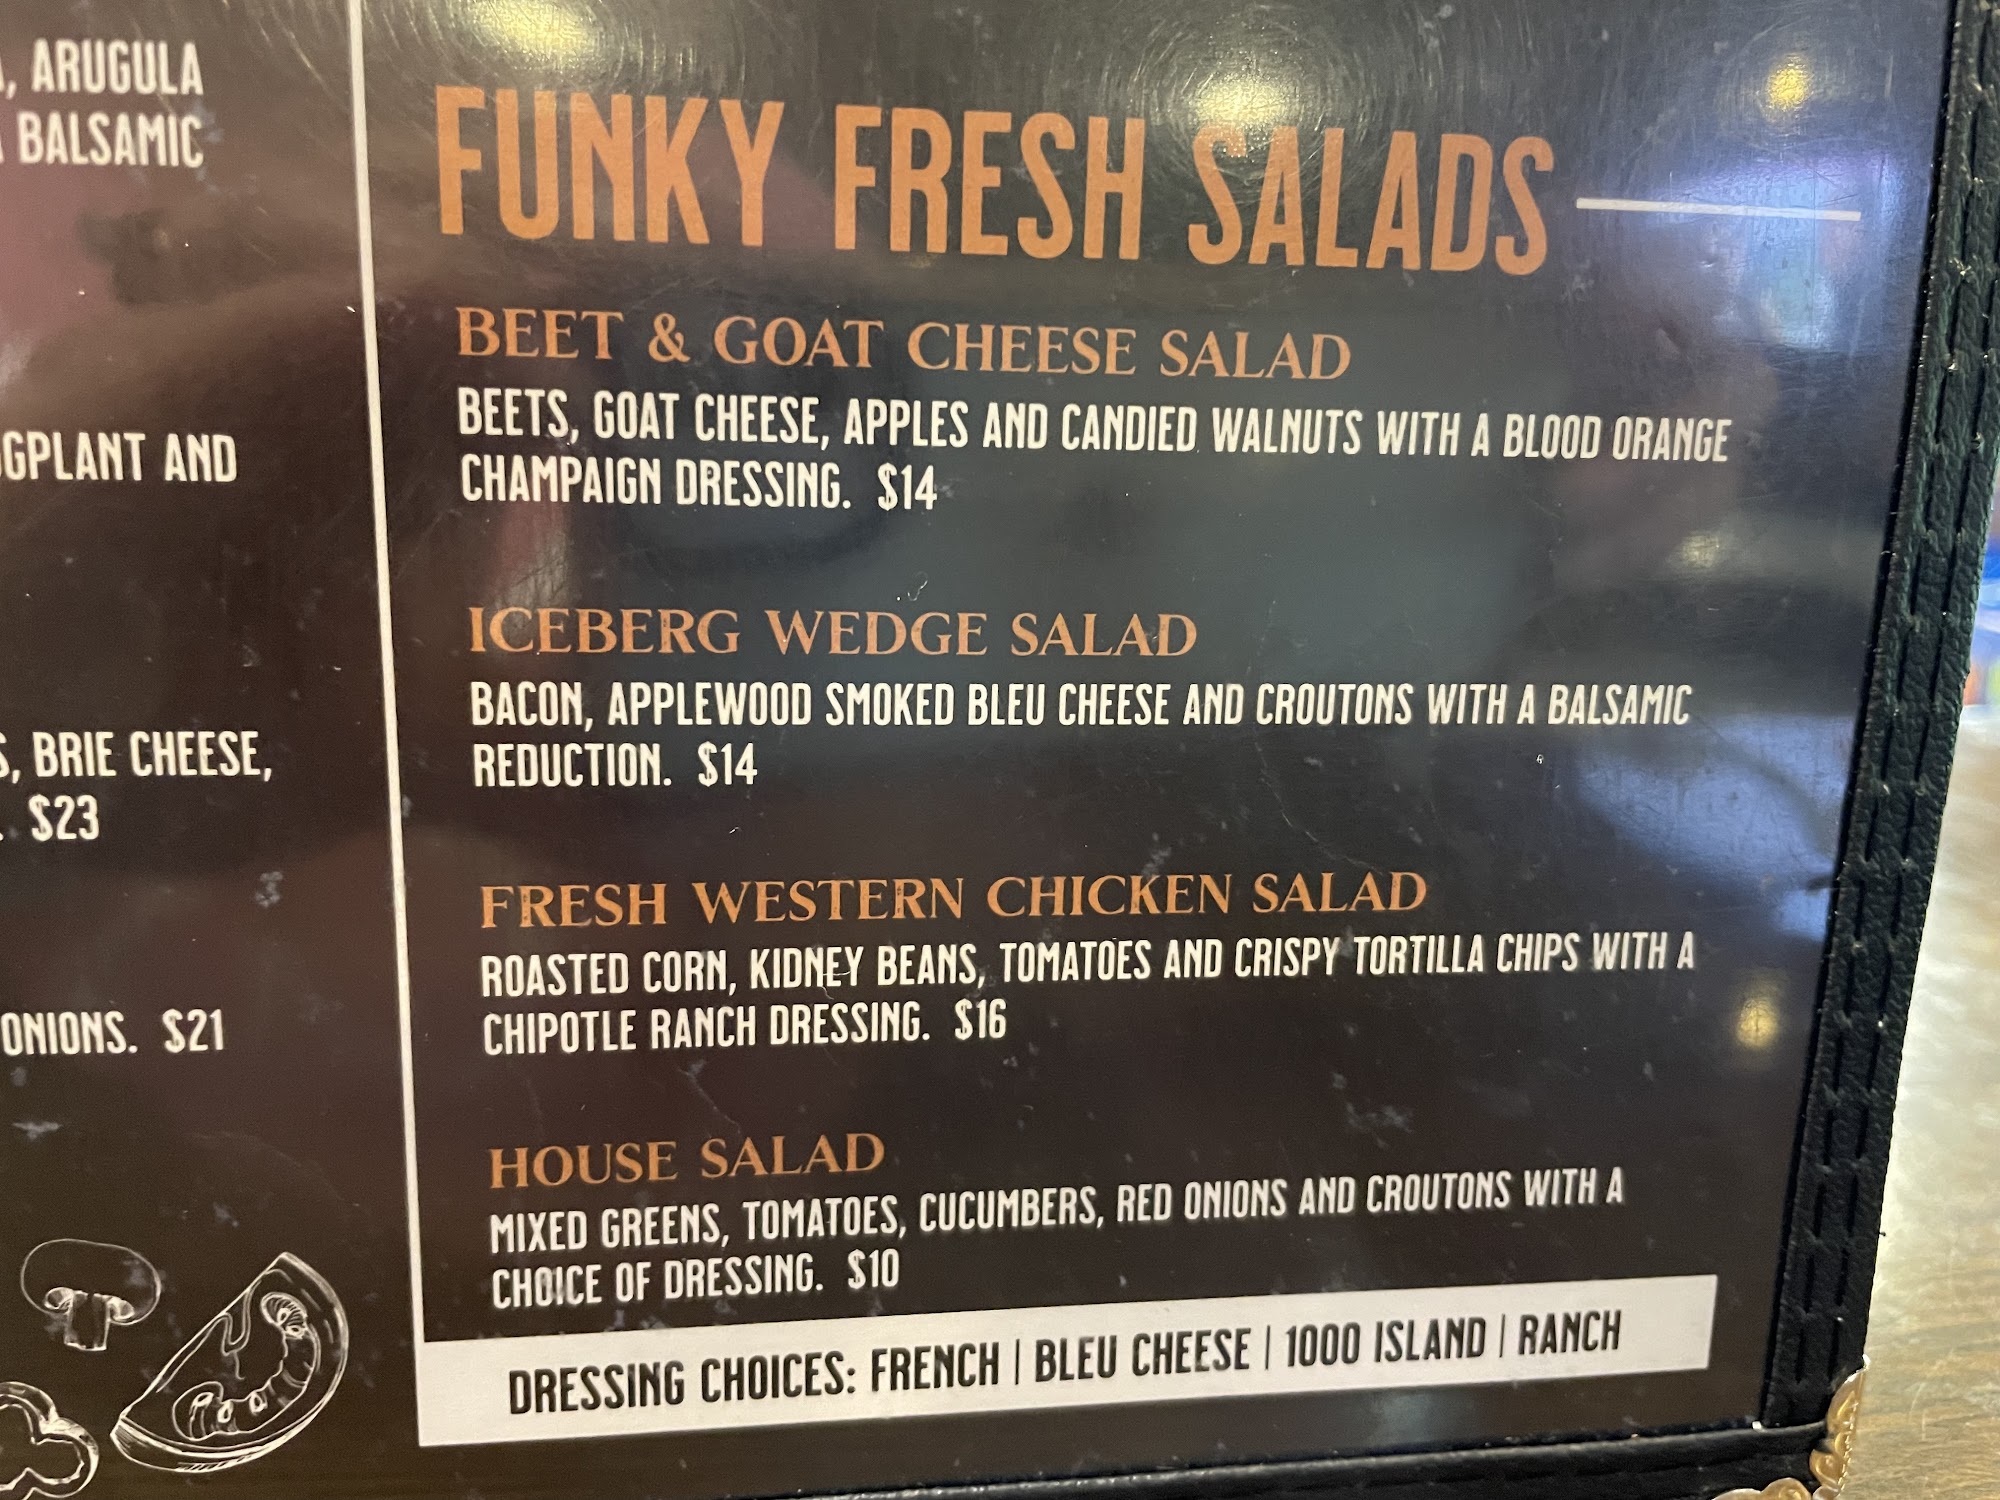 , ARUGULA
BALSAMIC
AND
, BRIE CHEESE,
. $23
ONIONS. $21
FUNKY FRESH SALADS
BEET & GOAT CHEESE SALAD
BEETS, GOAT CHEESE, APPLES AND CANDIED WALNUTS WITH A BLOOD ORANGE
CHAMPAIGN DRESSING. $14
ICEBERG WEDGE SALAD
BACON, APPLEWOOD SMOKED BLEU CHEESE AND CROUTONS WITH A BALSAMIC
REDUCTION. $14
FRESH WESTERN CHICKEN SALAD
ROASTED CORN, KIDNEY BEANS, TOMATOES AND CRISPY TORTILLA CHIPS WITH A
CHIPOTLE RANCH DRESSING. $16
HOUSE SALAD
MIXED GREENS, TOMATOES, CUCUMBERS, RED ONIONS AND CROUTONS WITH A
CHOICE OF DRESSING. $10
DRESSING CHOICES: FRENCH | BLEU CHEESE | 1000 ISLAND | RANCH